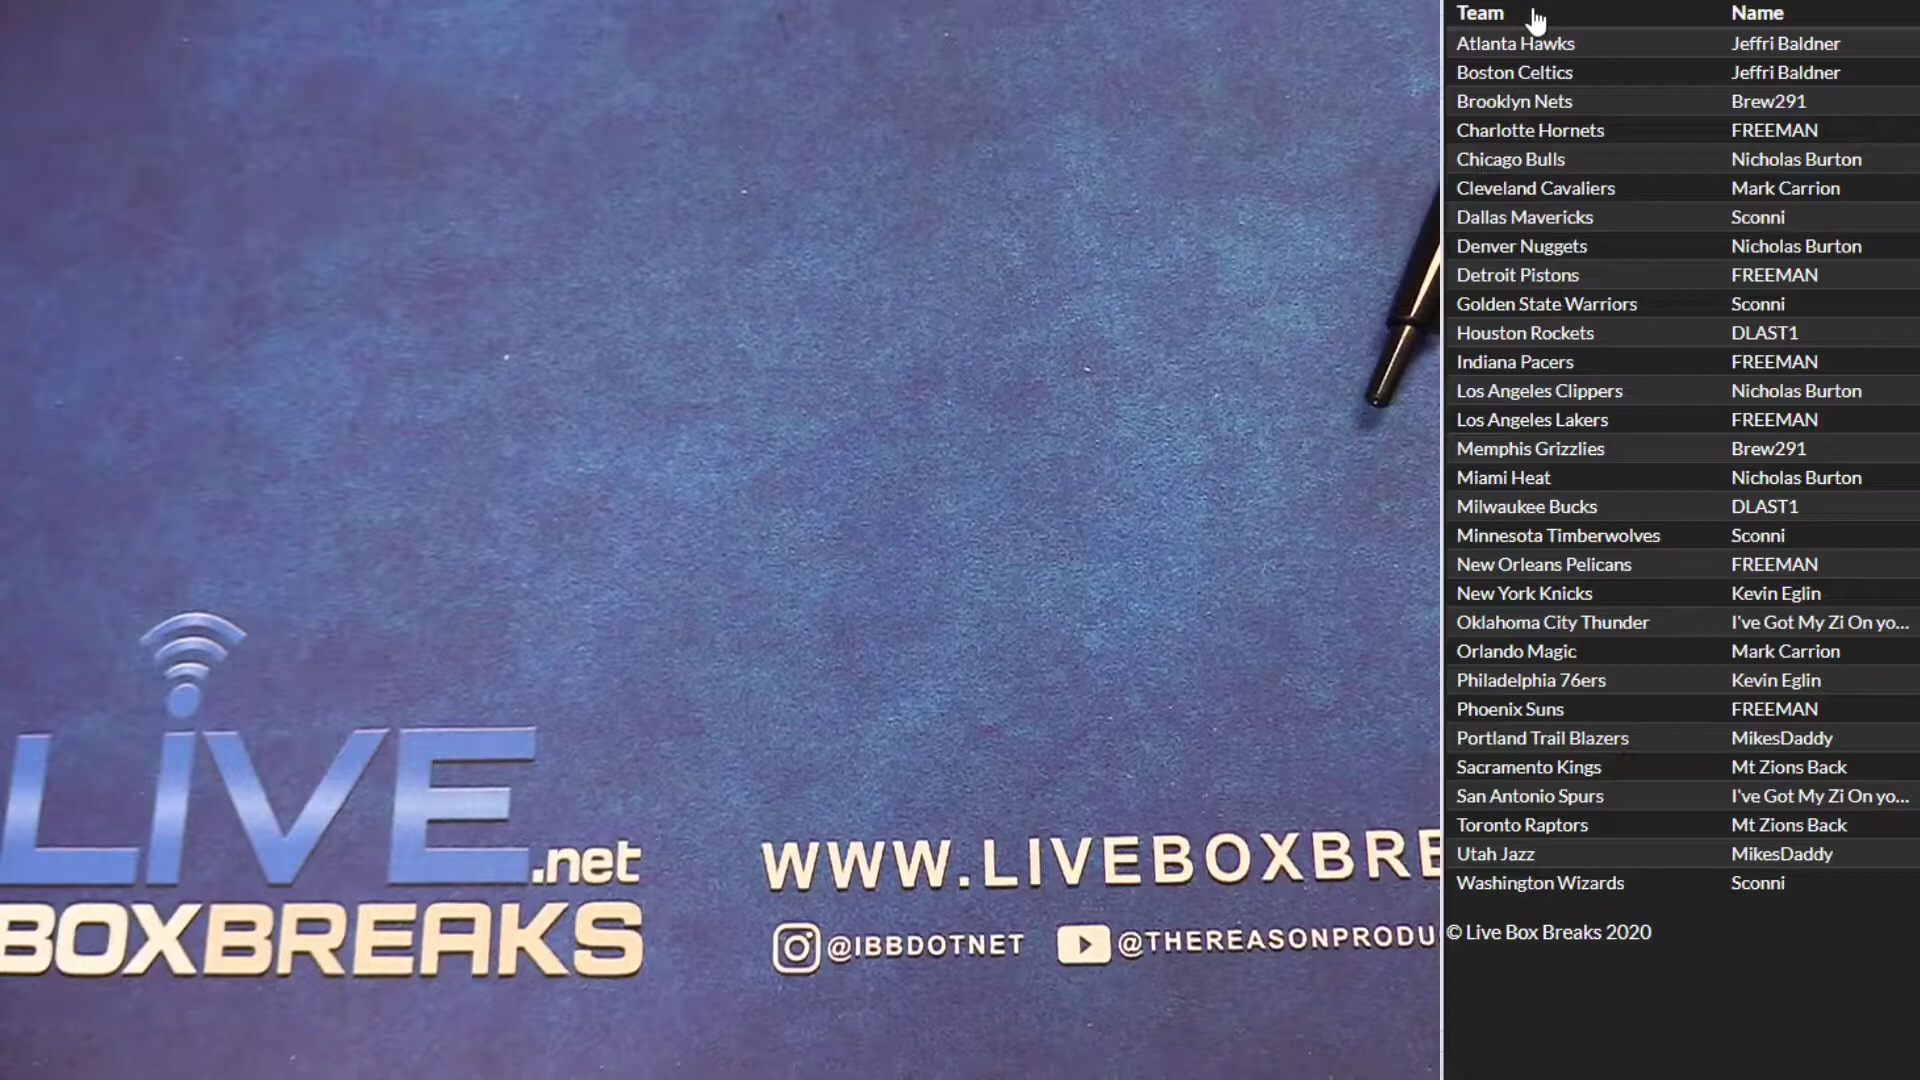 Team Name
Atlanta Hawks Jeffri Baldner
Boston Celtics Jeffri Baldner
Brooklyn Nets Brew291
Charlotte Hornets FREEMAN
Chicago Bulls Nicholas Burton
Cleveland Cavaliers Mark Carrion
Dallas Mavericks Sconni
Denver Nuggets Nicholas Burton
Detroit Pistons FREEMAN
Golden State Warriors Sconni
Houston Rockets DLAST1
Indiana Pacers FREEMAN
Los Angeles Clippers Nicholas Burton
Los Angeles Lakers FREEMAN
Memphis Grizzlies Brew291
Miami Heat Nicholas Burton
Milwaukee Bucks DLAST1
Minnesota Timberwolves Sconni
New Orleans Pelicans FREEMAN
New York Knicks Kevin Eglin
Oklahoma City Thunder I've Got My Zi On yo...
Orlando Magic Mark Carrion
Philadelphia 76ers Kevin Eglin
Phoenix Suns FREEMAN
Portland Trail Blazers MikesDaddy
Sacramento Kings Mt Zions Back
San Antonio Spurs I've Got My Zi On yo...
Toronto Raptors Mt Zions Back
Utah Jazz MikesDaddy
Washington Wizards Sconni
© Live Box Breaks 2020
LiVE.net
BOXBREAKS
WWW.LIVEBOXBRE
@IBBDOTNET @THEREASONPRODU